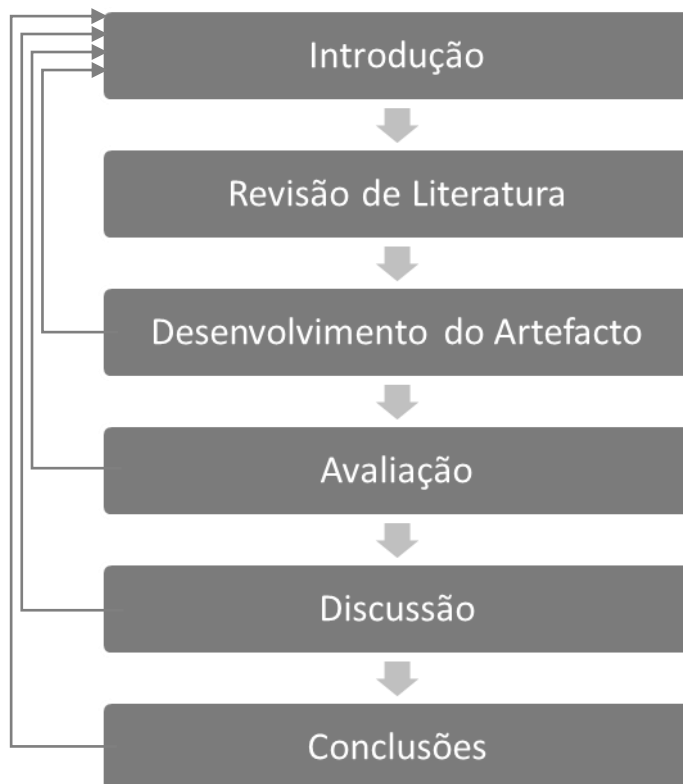 Introdução
Revisão de Literatura
Desenvolvimento do Artefacto
Avaliação
Discussão
Conclusões